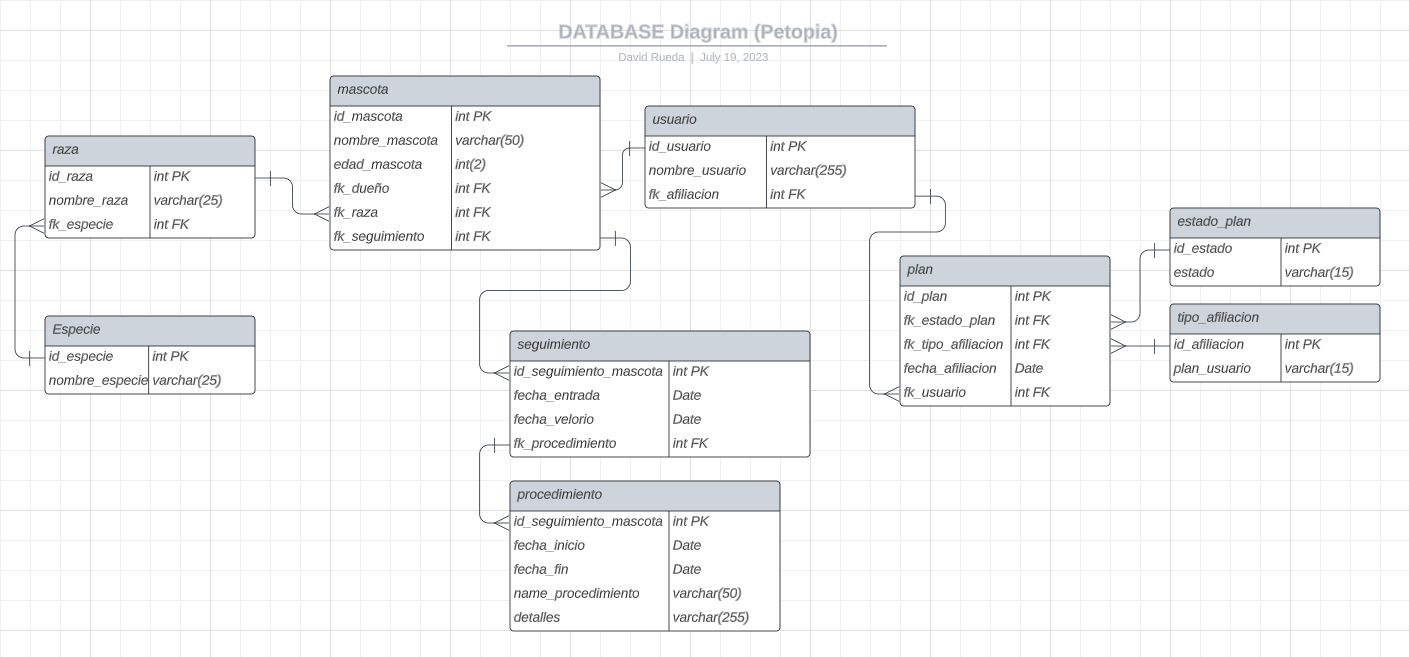 DATABASE Diagram (Petopia)
David Rueda | July 19, 2023
mascota
id_mascota int PK
nombre_mascota varchar(50)
edad_mascota int(2)
fk_dueño int FK
fk_raza int FK
fk_seguimiento int FK
usuario
id_usuario int PK
nombre_usuario varchar(255)
fk_afiliacion int FK
raza
id_raza int PK
nombre_raza varchar(25)
fk_especie int FK
estado_plan
id_estado int PK
estado varchar(15)
plan
id_plan int PK
fk_estado_plan int FK
fk_tipo_afiliacion int FK
fecha_afiliacion Date
fk_usuario int FK
tipo_afiliacion
id_afiliacion int PK
plan_usuario varchar(15)
Especie
id_especie int PK
nombre_especie varchar(25)
seguimiento
id_seguimiento_mascota int PK
fecha_entrada Date
fecha_velorio Date
fk_procedimiento int FK
procedimiento
id_seguimiento_mascota int PK
fecha_inicio Date
fecha_fin Date
name_procedimiento varchar(50)
detalles varchar(255)